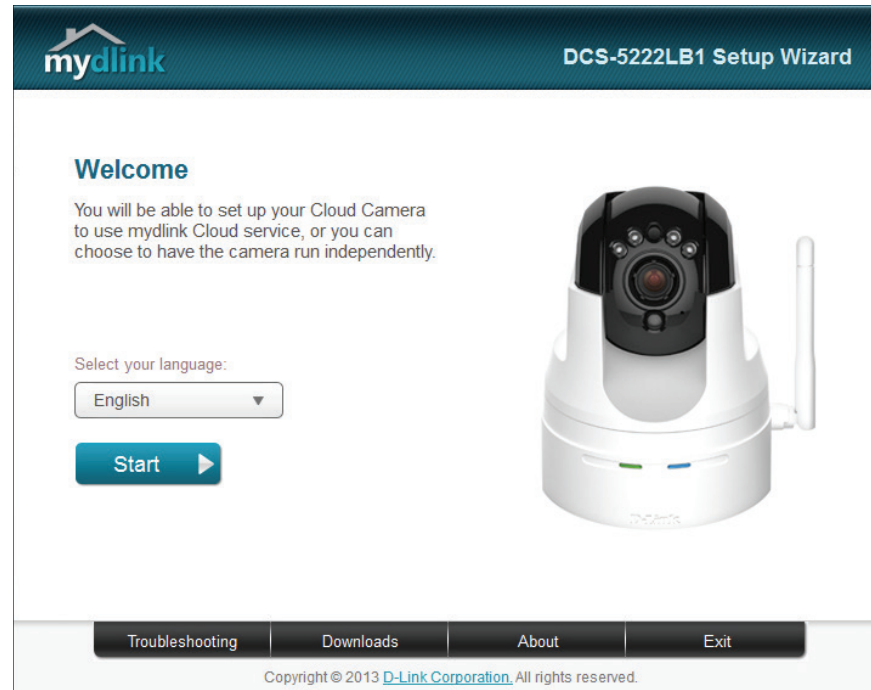 mydlink
DCS-5222LB1 Setup Wizard
Welcome
You will be able to set up your Cloud Camera
to use mydlink Cloud service, or you can
choose to have the camera run independently.
Select your language:
English
Start
D-Link
Troubleshooting Downloads About Exit
Copyright © 2013 D-Link Corporation. All rights reserved.